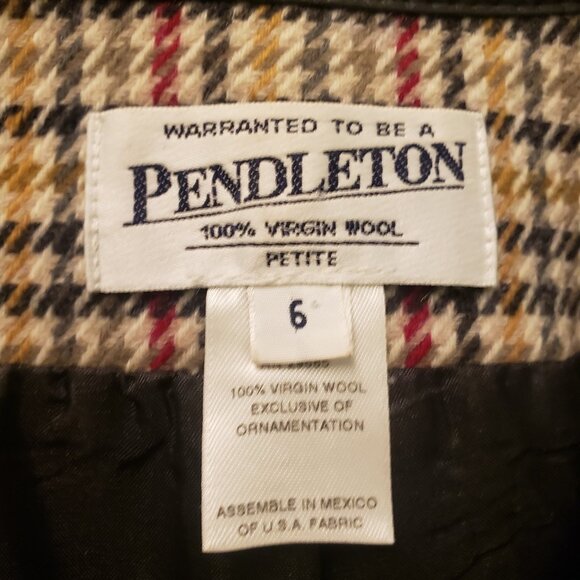 WARRANTED TO BE A
PENDLETON
100% VIRGIN WOOL
PETITE
6
100% VIRGIN WOOL
EXCLUSIVE OF
ORNAMENTATION
ASSEMBLE IN MEXICO
OF U.S.A. FABRIC